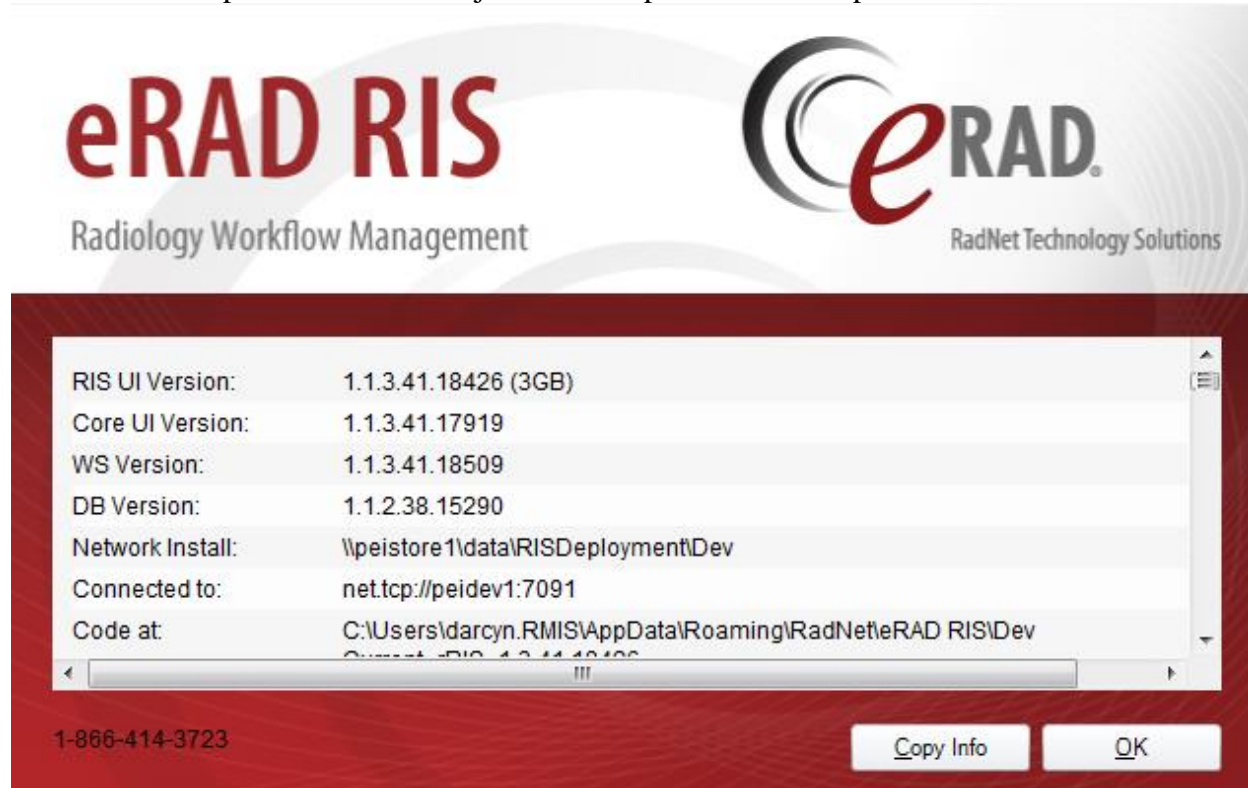 eRAD RIS
Radiology Workflow Management
eRAD®
RadNet Technology Solutions
RIS UI Version: 1.1.3.41.18426 (3GB)
Core UI Version: 1.1.3.41.17919
WS Version: 1.1.3.41.18509
DB Version: 1.1.2.38.15290
Network Install: \\peistore1\data\RISDeployment\Dev
Connected to: net.tcp://peidev1:7091
Code at: C:\Users\darcyn.RMIS\AppData\Roaming\RadNet\eRAD RIS\Dev
1-866-414-3723
Copy Info
OK